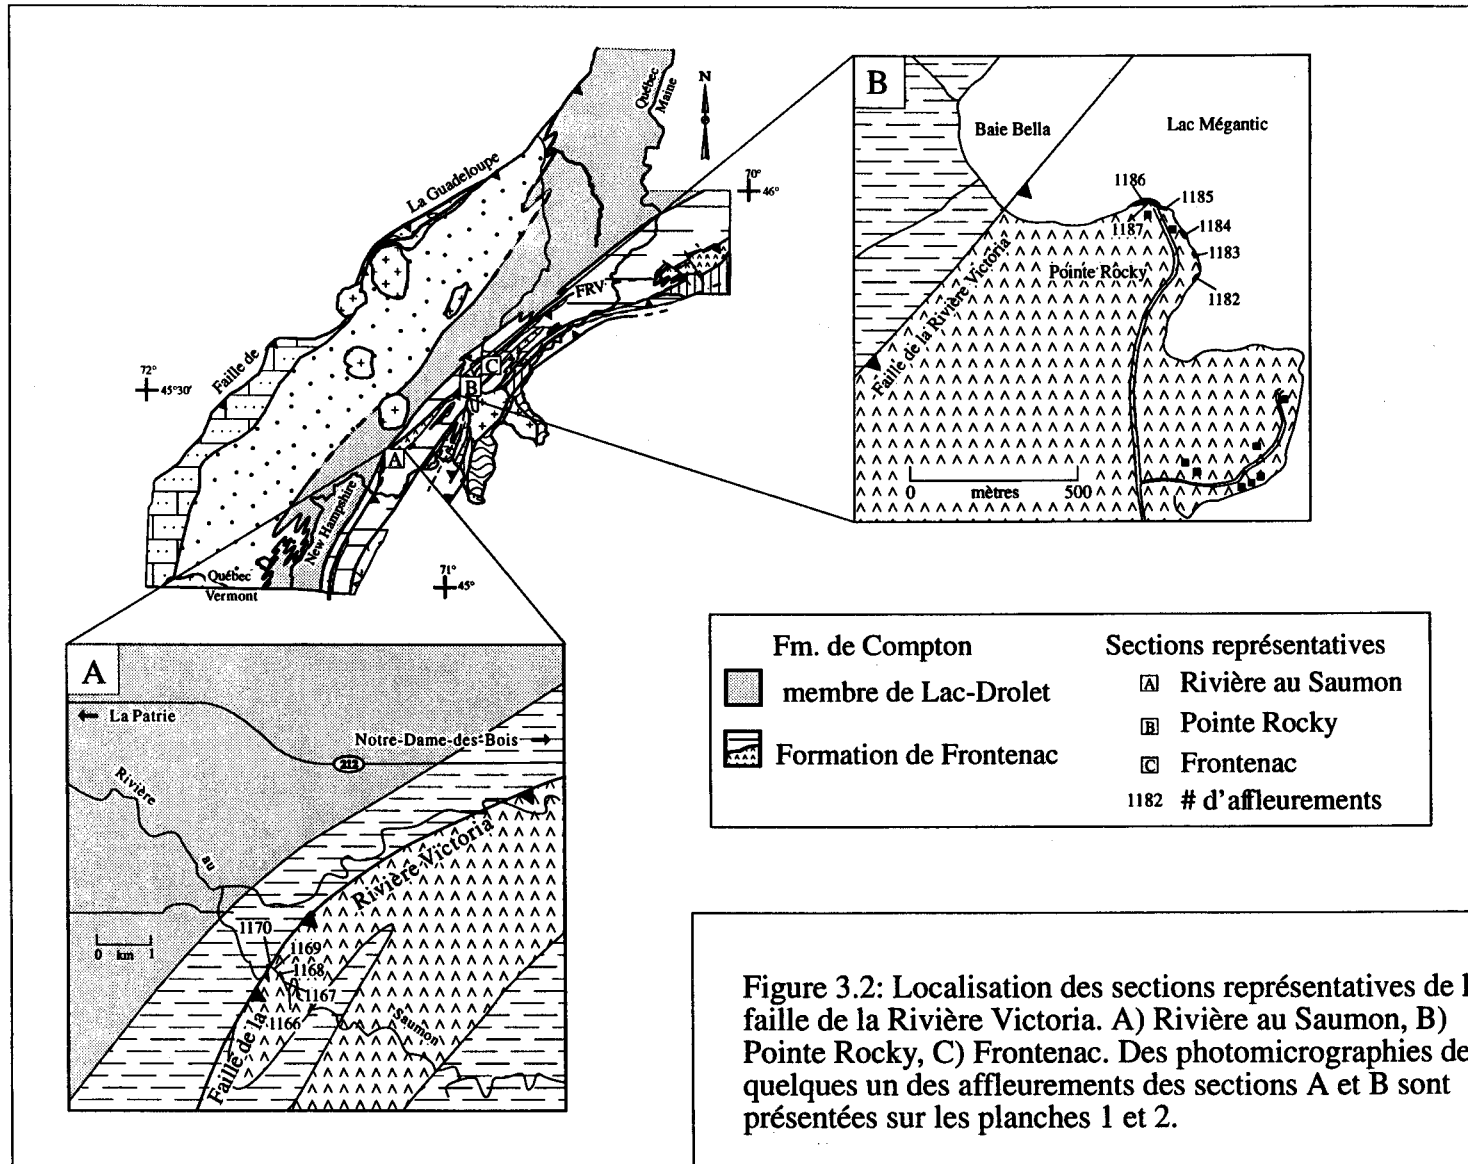 Québec
Maine
N
70°
46°
La Guadeloupe
Faille de
FRV
C
B
A
72°
45°30'
New Hampshire
71°
45°
Québec
Vermont
B
Baie Bella
Lac Mégantic
1186
1185
1187
1184
1183
1182
Pointe Rocky
Faille de la Rivière Victoria
0 mètres 500
A
La Patrie
Notre-Dame-des-Bois
212
Rivière
au
Saumon
Faille de la
Rivière Victoria
1170
1169
1168
1167
1166
0 km 1
Fm. de Compton
membre de Lac-Drolet
Formation de Frontenac
Sections représentatives
A Rivière au Saumon
B Pointe Rocky
C Frontenac
1182 # d'affleurements
Figure 3.2: Localisation des sections représentatives de l
faille de la Rivière Victoria. A) Rivière au Saumon, B)
Pointe Rocky, C) Frontenac. Des photomicrographies de
quelques un des affleurements des sections A et B sont
présentées sur les planches 1 et 2.